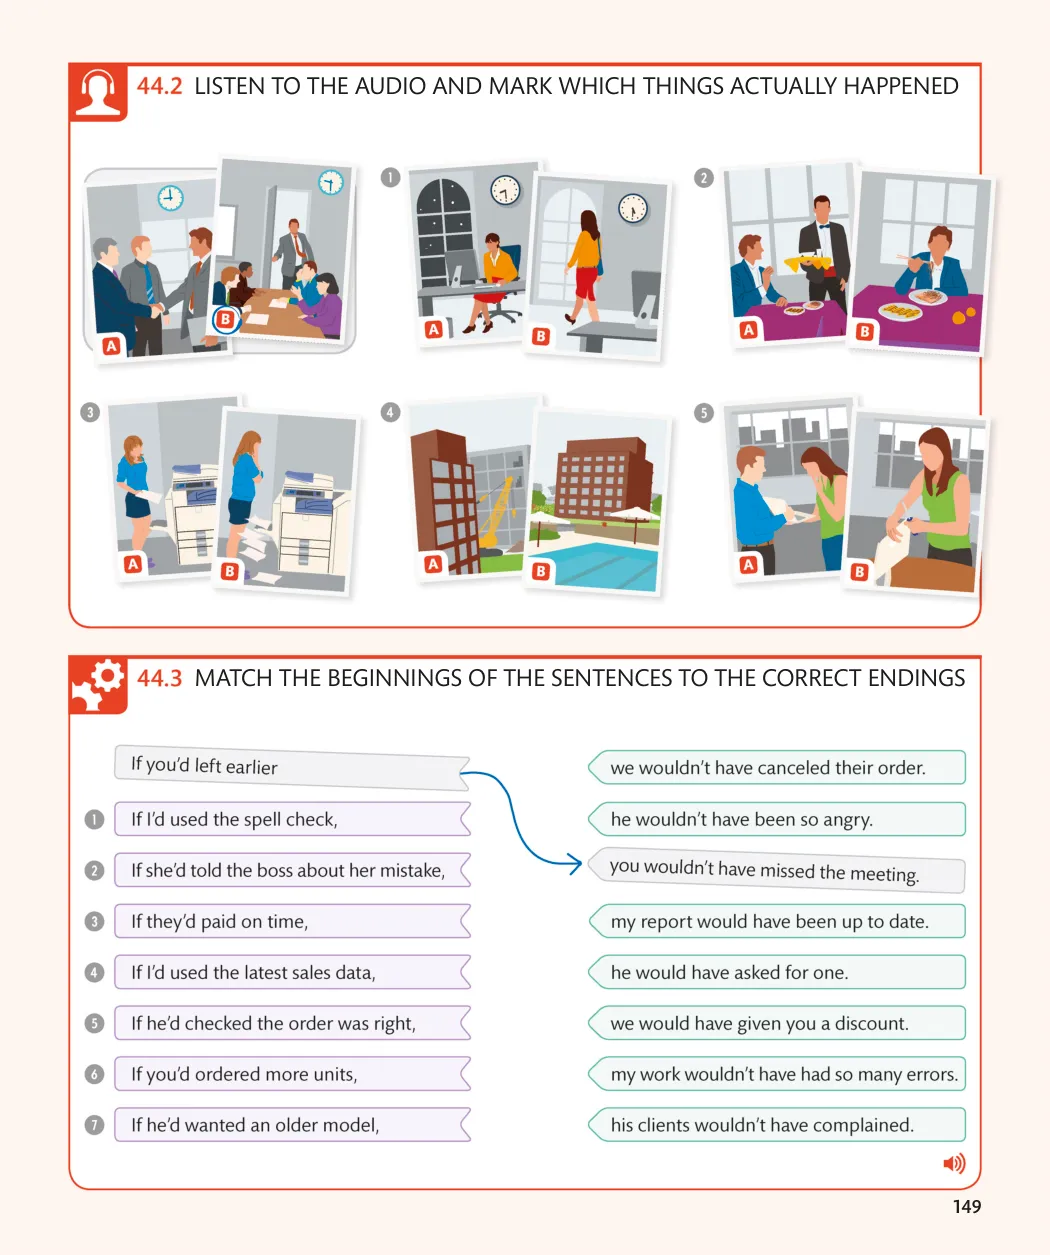 44.2 LISTEN TO THE AUDIO AND MARK WHICH THINGS ACTUALLY HAPPENED
A
B
1
A
B
2
A
B
3
A
B
4
A
B
5
A
B
44.3 MATCH THE BEGINNINGS OF THE SENTENCES TO THE CORRECT ENDINGS
If you'd left earlier
we wouldn't have canceled their order.
1 If I'd used the spell check,
he wouldn't have been so angry.
2 If she'd told the boss about her mistake,
you wouldn't have missed the meeting.
3 If they'd paid on time,
my report would have been up to date.
4 If I'd used the latest sales data,
he would have asked for one.
5 If he'd checked the order was right,
we would have given you a discount.
6 If you'd ordered more units,
my work wouldn't have had so many errors.
7 If he'd wanted an older model,
his clients wouldn't have complained.
149